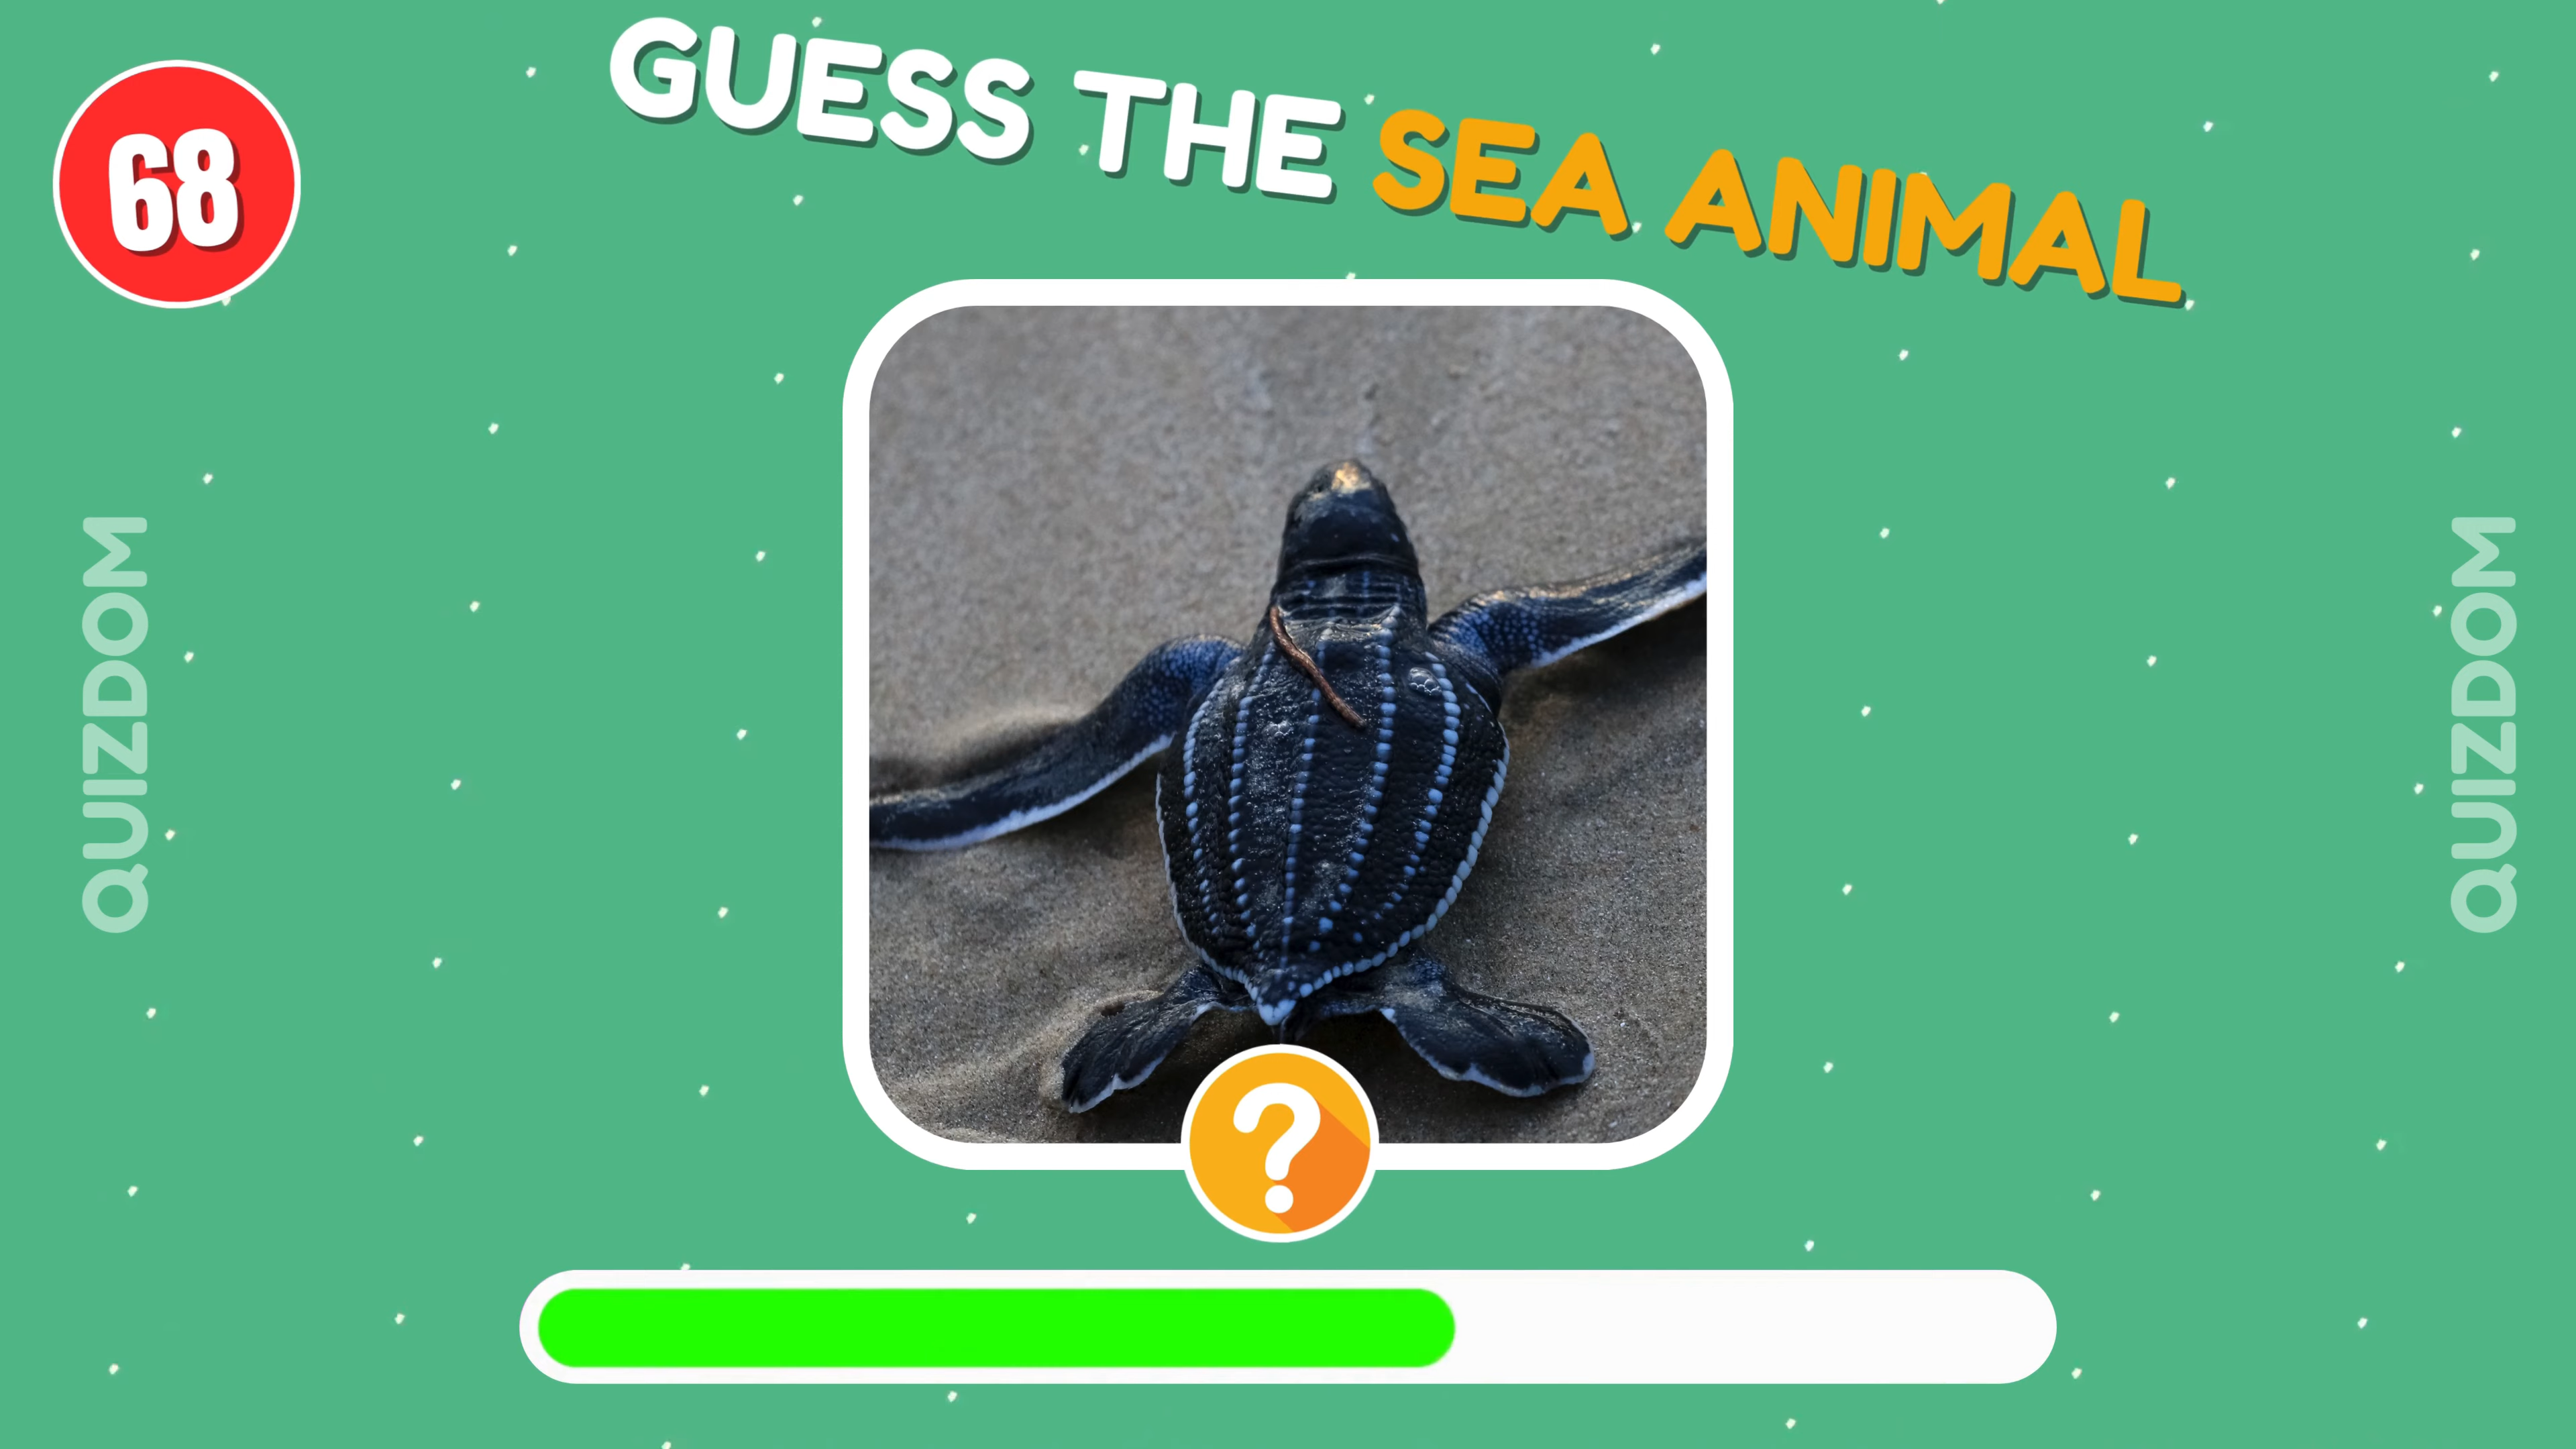 68
GUESS THE SEA ANIMAL
QUIZDOM
QUIZDOM
?